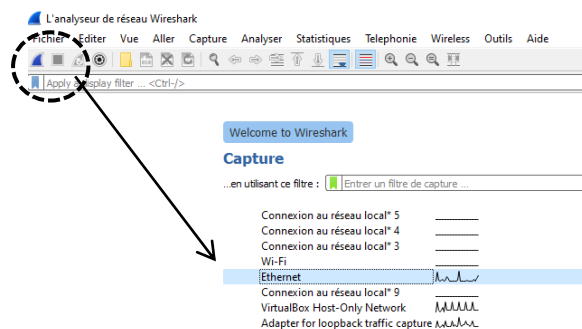 L'analyseur de réseau Wireshark
Fichier Editer Vue Aller Capture Analyser Statistiques Telephonie Wireless Outils Aide
Apply a display filter ... <Ctrl-/>
Welcome to Wireshark
Capture
...en utilisant ce filtre : Entrer un filtre de capture ...
Connexion au réseau local* 5
Connexion au réseau local* 4
Connexion au réseau local* 3
Wi-Fi
Ethernet
Connexion au réseau local* 9
VirtualBox Host-Only Network
Adapter for loopback traffic capture